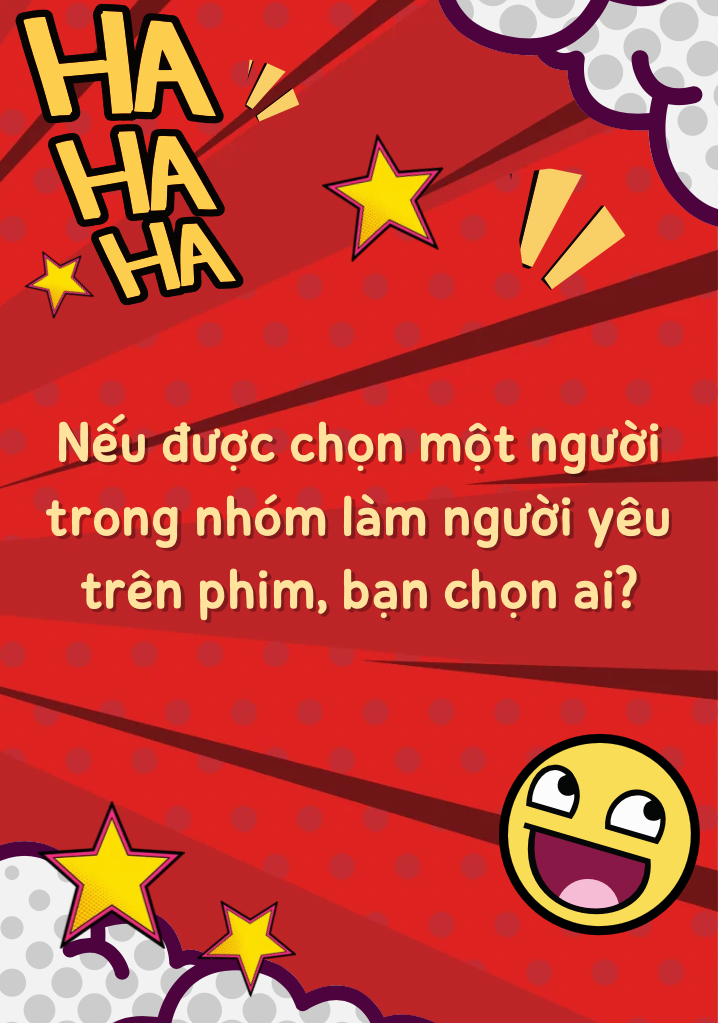 HA
HA
HA
Nếu được chọn một người
trong nhóm làm người yêu
trên phim, bạn chọn ai?